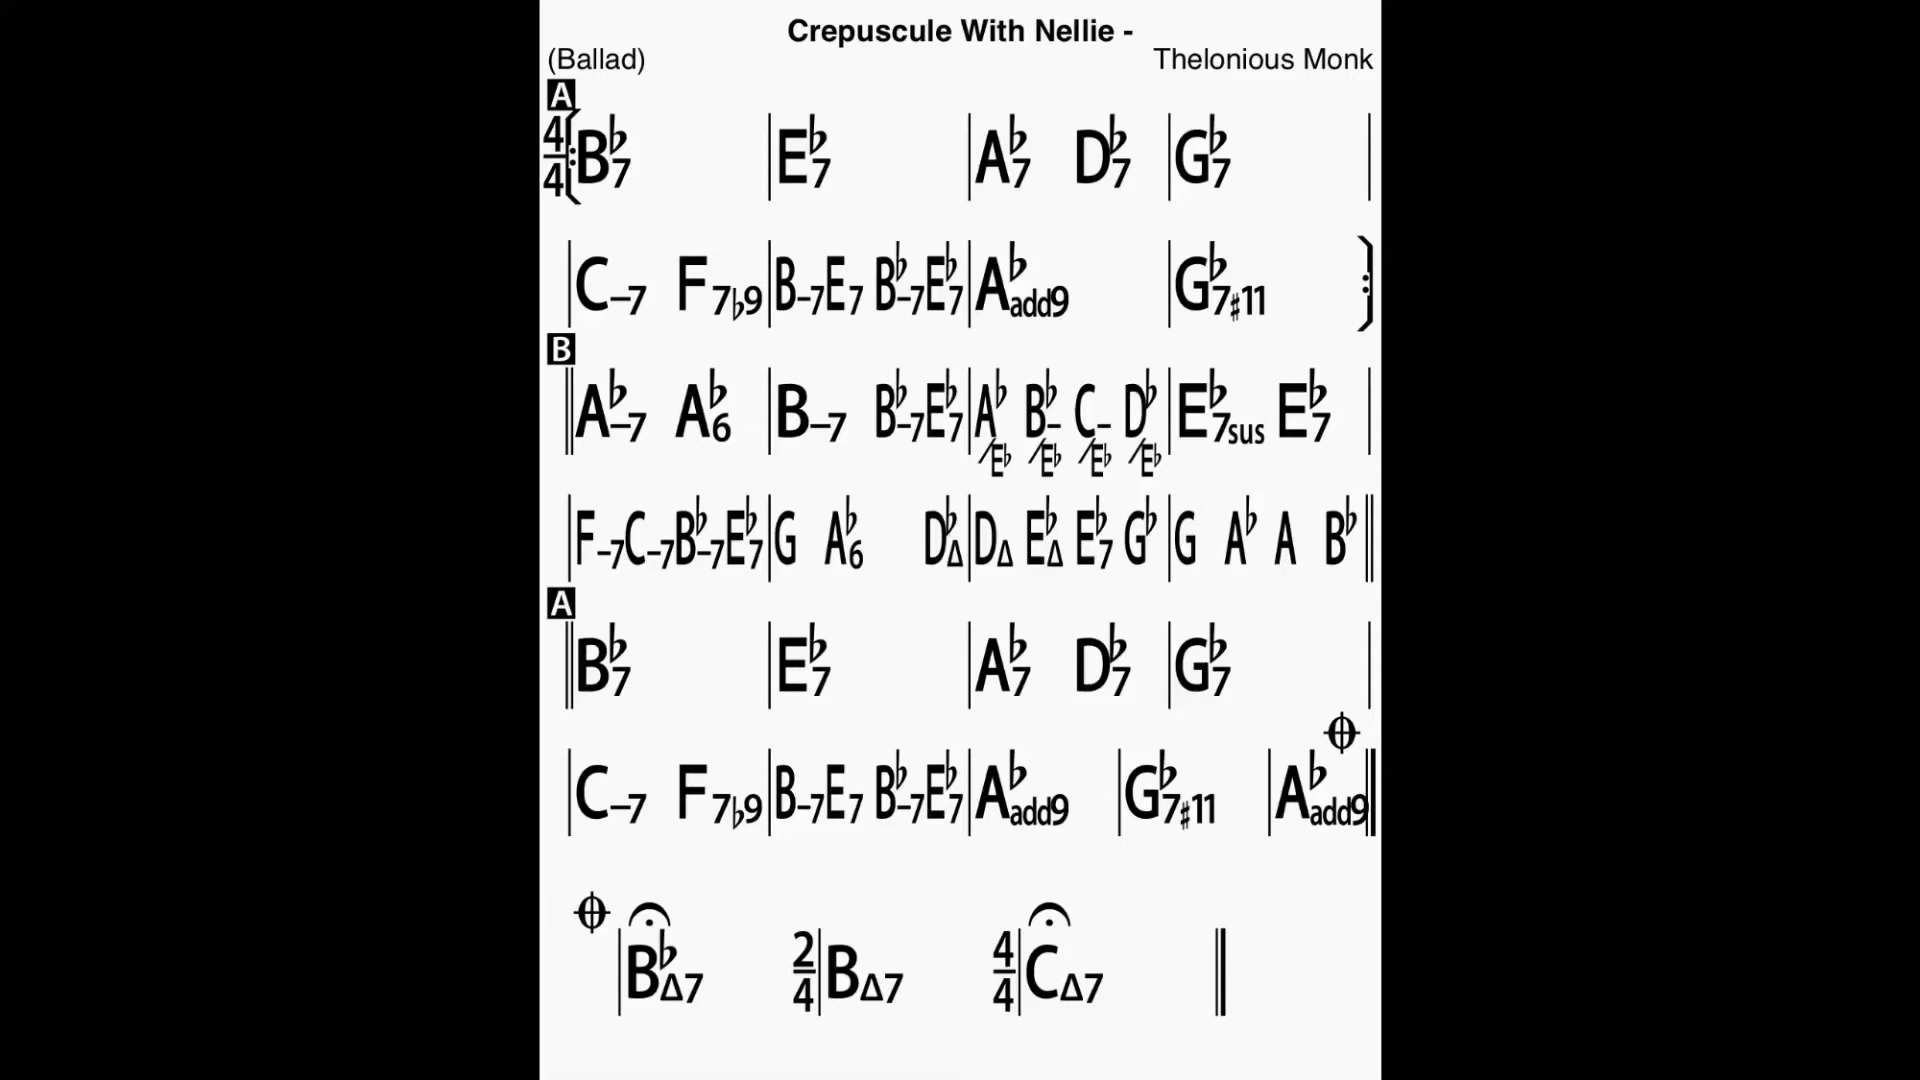 Crepuscule With Nellie -
(Ballad) Thelonious Monk
A
4/4 B♭7 | E♭7 | A♭7 D♭7 | G♭7 |
| C–7 F7♭9 | B–7 E7 B♭–7 E♭7 | A♭add9 | G♭7♯11
B
A♭–7 A♭6 | B–7 B♭–7 E♭7 | A♭/E♭ B♭–/E♭ C–/E♭ D♭/E♭ | E♭7sus E♭7 |
| F–7 C–7 B♭–7 E♭7 | G A♭6 D♭Δ | DΔ E♭Δ E♭7 G♭ | G A♭ A B♭
A
B♭7 | E♭7 | A♭7 D♭7 | G♭7 |
| C–7 F7♭9 | B–7 E7 B♭–7 E♭7 | A♭add9 | G♭7♯11 | A♭add9
| B♭Δ7 2/4 | BΔ7 4/4 | CΔ7